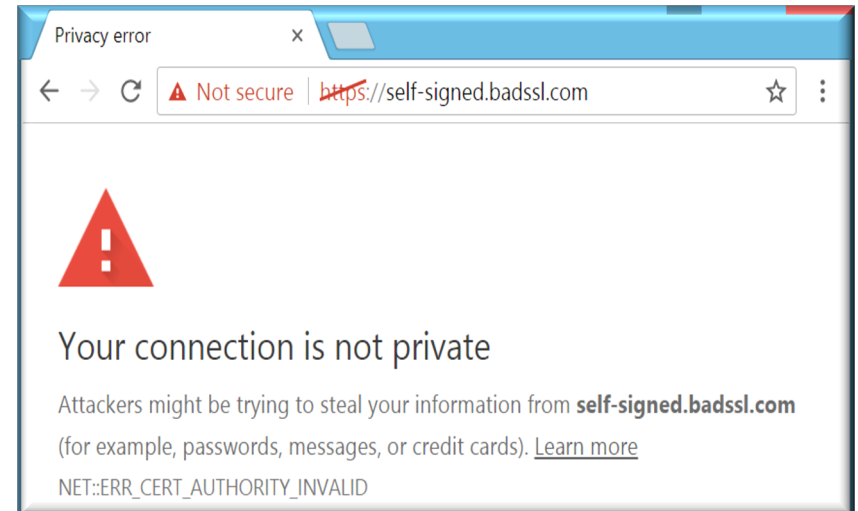 Privacy error
Not secure https://self-signed.badssl.com
Your connection is not private
Attackers might be trying to steal your information from self-signed.badssl.com
(for example, passwords, messages, or credit cards). Learn more
NET::ERR_CERT_AUTHORITY_INVALID